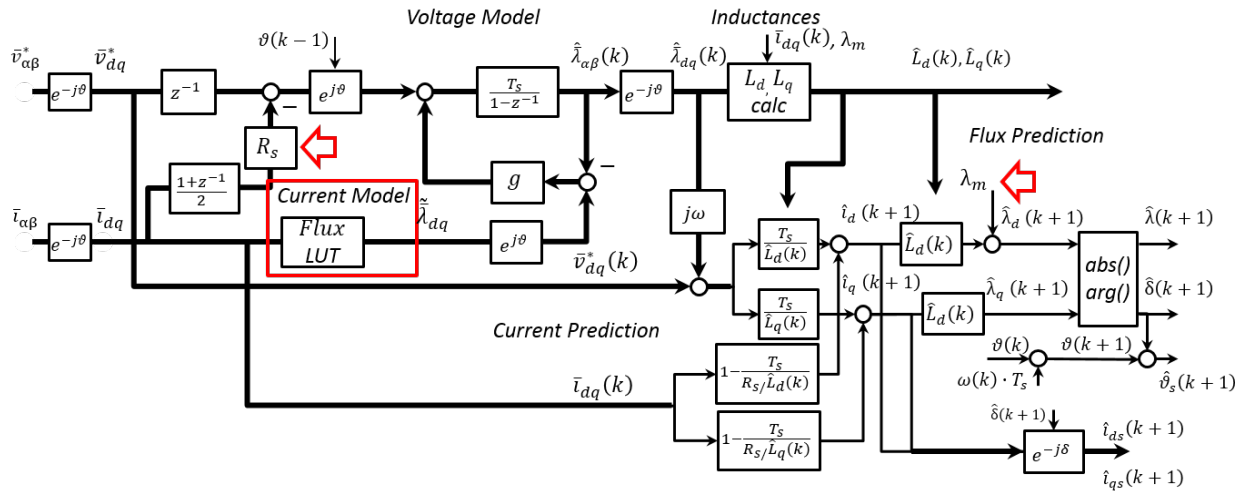 Voltage Model
Inductances
v̄*αβ
v̄*dq
ϑ(k−1)
λ̂̄αβ(k)
λ̂̄dq(k)
ῑdq(k), λm
L̂d(k), L̂q(k)
e^−jϑ
z^−1
−
e^jϑ
Ts / 1−z^−1
e^−jϑ
Ld, Lq
calc
Rs
Flux Prediction
1+z^−1 / 2
g
−
λm
Current Model
jω
ῑαβ
ῑdq
λ̃̄dq
îd(k+1)
λ̂d(k+1)
λ̂(k+1)
e^−jϑ
Flux
LUT
e^jϑ
Ts / L̂d(k)
L̂d(k)
abs()
arg()
v̄*dq(k)
îq(k+1)
λ̂q(k+1)
δ̂(k+1)
Ts / L̂q(k)
L̂d(k)
Current Prediction
ϑ(k)
ϑ(k+1)
ω(k)·Ts
ϑ̂s(k+1)
ῑdq(k)
1− Ts / Rs/L̂d(k)
1− Ts / Rs/L̂q(k)
δ̂(k+1)
e^−jδ
îds(k+1)
îqs(k+1)